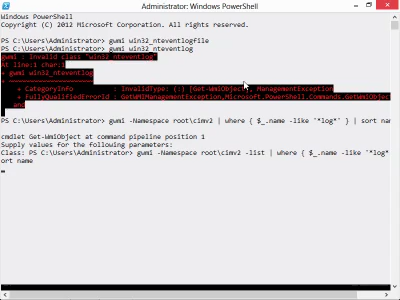 Administrator: Windows PowerShell
Windows PowerShell
Copyright (C) 2012 Microsoft Corporation. All rights reserved.
PS C:\Users\Administrator> gwmi win32_nteventlogfile
PS C:\Users\Administrator> gwmi win32_nteventlog
gwmi : Invalid class "win32_nteventlog"
At line:1 char:1
+ gwmi win32_nteventlog
+ CategoryInfo : InvalidType: (:) [Get-WmiObject], ManagementException
+ FullyQualifiedErrorId : GetWMIManagementException,Microsoft.PowerShell.Commands.GetWmiObjec
PS C:\Users\Administrator> gwmi -Namespace root\cimv2 | where { $_.name -like '*log*' } | sort nam
cmdlet Get-WmiObject at command pipeline position 1
Supply values for the following parameters:
Class: PS C:\Users\Administrator> gwmi -Namespace root\cimv2 -list | where { $_.name -like '*log*'
ort name